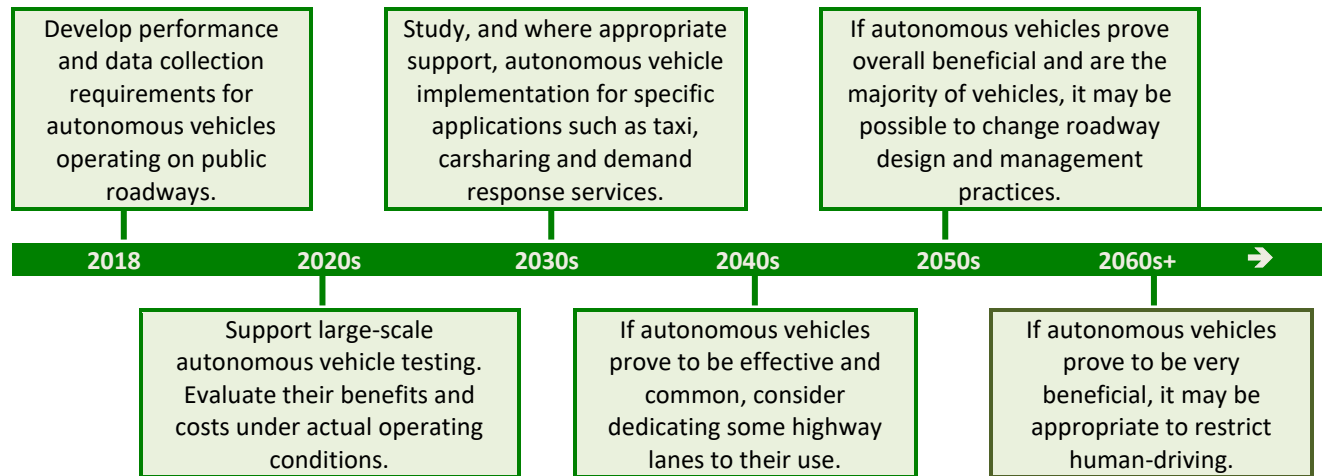 Develop performance
and data collection
requirements for
autonomous vehicles
operating on public
roadways.
Study, and where appropriate
support, autonomous vehicle
implementation for specific
applications such as taxi,
carsharing and demand
response services.
If autonomous vehicles prove
overall beneficial and are the
majority of vehicles, it may be
possible to change roadway
design and management
practices.
2018 2020s 2030s 2040s 2050s 2060s+ →
Support large-scale
autonomous vehicle testing.
Evaluate their benefits and
costs under actual operating
conditions.
If autonomous vehicles
prove to be effective and
common, consider
dedicating some highway
lanes to their use.
If autonomous vehicles
prove to be very
beneficial, it may be
appropriate to restrict
human-driving.